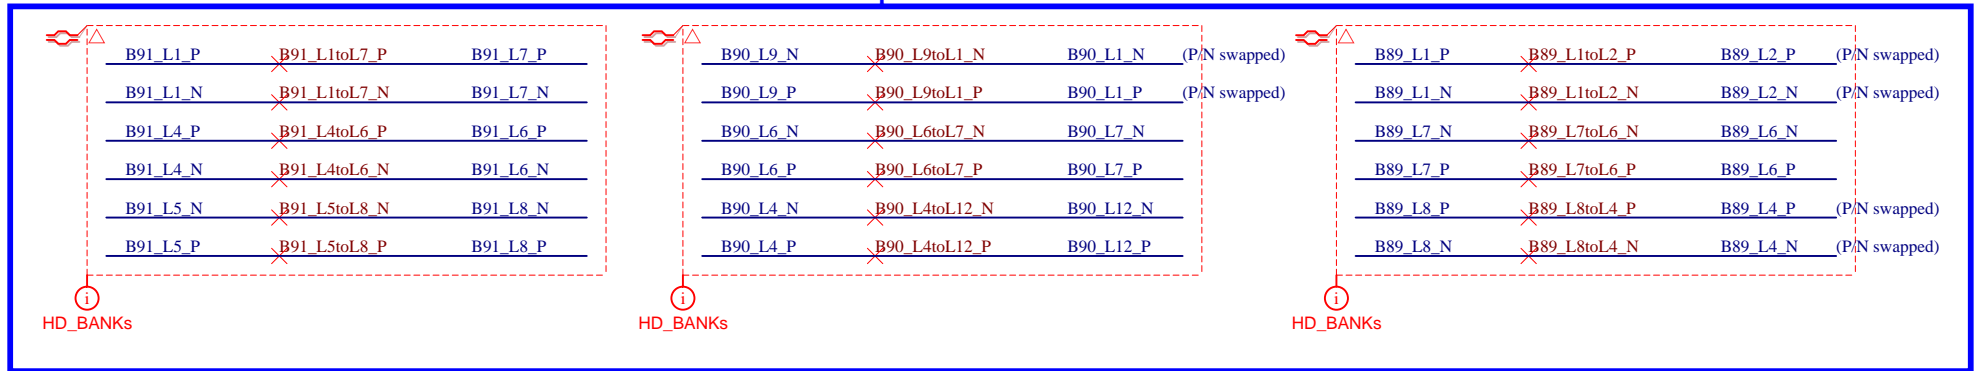 B91_L1_P B91_L1toL7_P B91_L7_P
B91_L1_N B91_L1toL7_N B91_L7_N
B91_L4_P B91_L4toL6_P B91_L6_P
B91_L4_N B91_L4toL6_N B91_L6_N
B91_L5_N B91_L5toL8_N B91_L8_N
B91_L5_P B91_L5toL8_P B91_L8_P
i
HD_BANKs
B90_L9_N B90_L9toL1_N B90_L1_N (P/N swapped)
B90_L9_P B90_L9toL1_P B90_L1_P (P/N swapped)
B90_L6_N B90_L6toL7_N B90_L7_N
B90_L6_P B90_L6toL7_P B90_L7_P
B90_L4_N B90_L4toL12_N B90_L12_N
B90_L4_P B90_L4toL12_P B90_L12_P
i
HD_BANKs
B89_L1_P B89_L1toL2_P B89_L2_P (P/N swapped)
B89_L1_N B89_L1toL2_N B89_L2_N (P/N swapped)
B89_L7_N B89_L7toL6_N B89_L6_N
B89_L7_P B89_L7toL6_P B89_L6_P
B89_L8_P B89_L8toL4_P B89_L4_P (P/N swapped)
B89_L8_N B89_L8toL4_N B89_L4_N (P/N swapped)
i
HD_BANKs